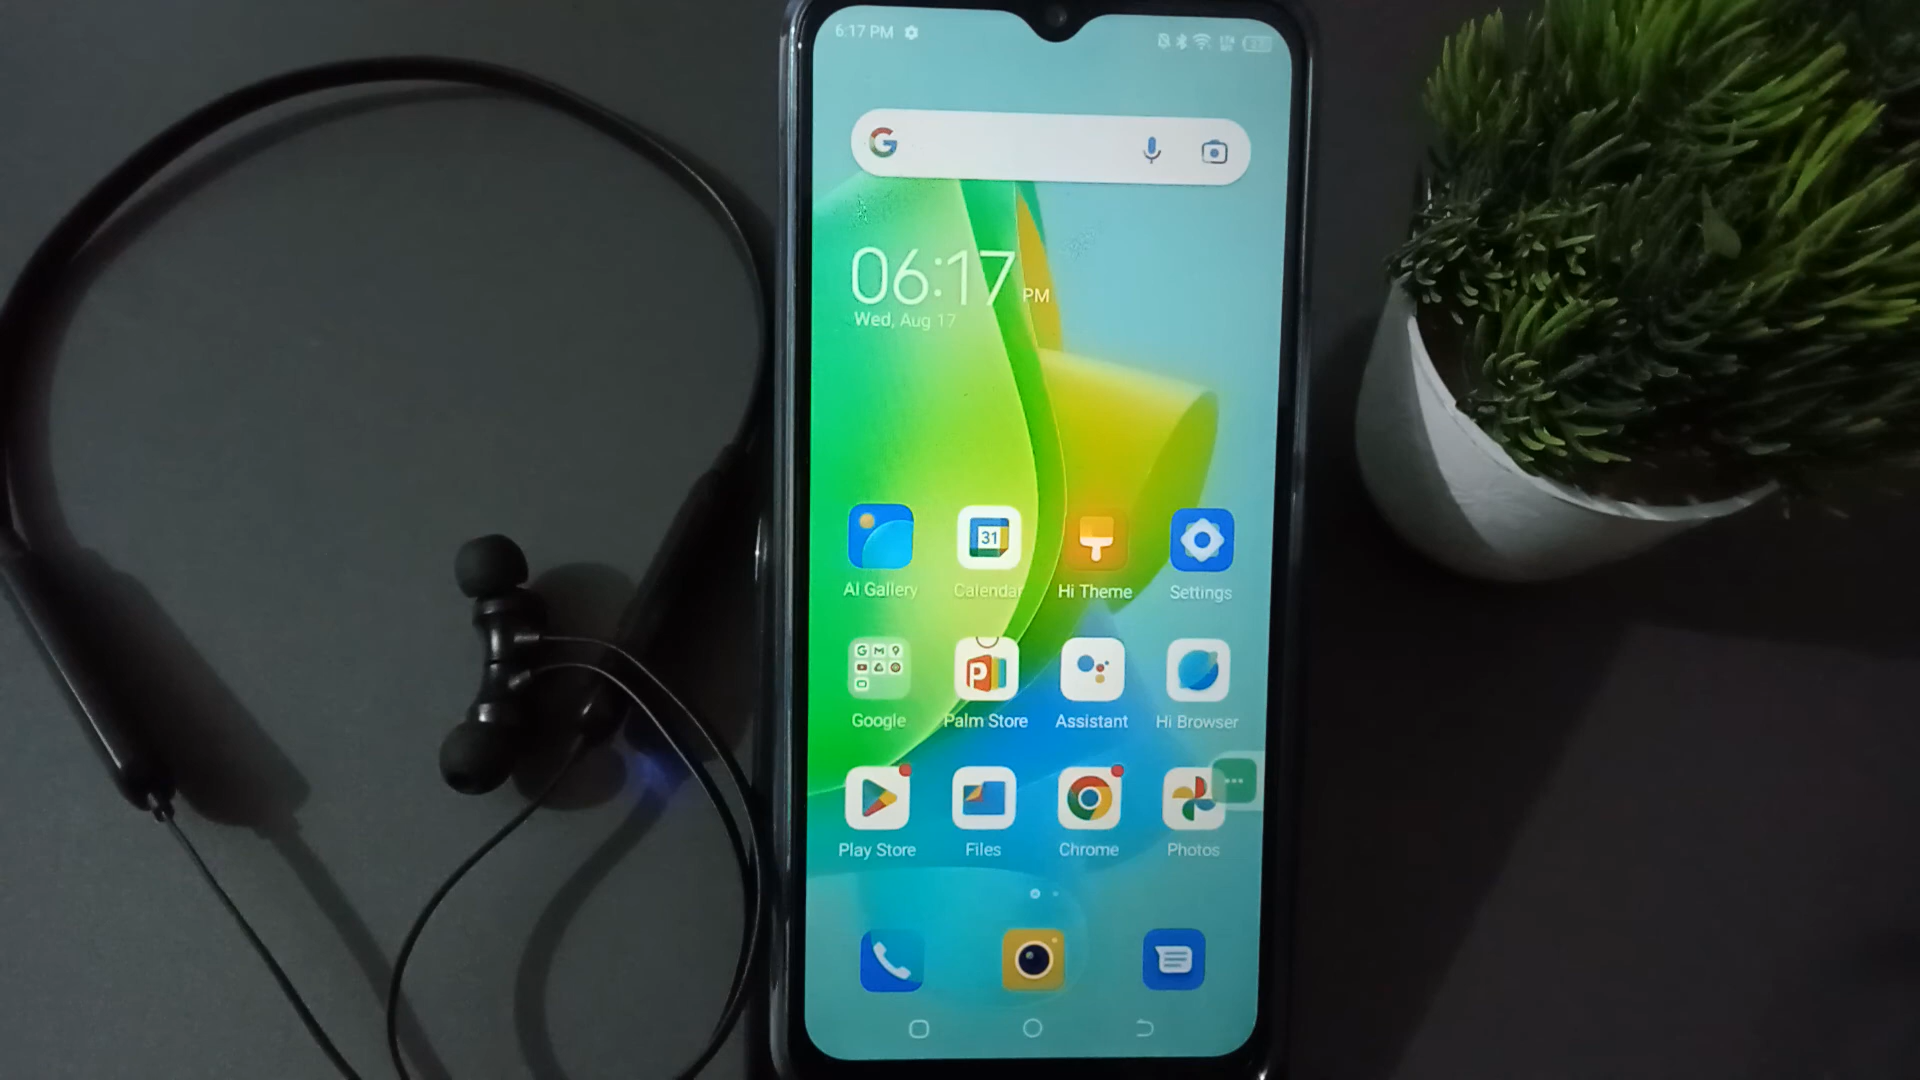 6:17 PM
06:17 PM
Wed, Aug 17
31
AI Gallery Calendar Hi Theme Settings
G M
P
Google Palm Store Assistant Hi Browser
Play Store Files Chrome Photos